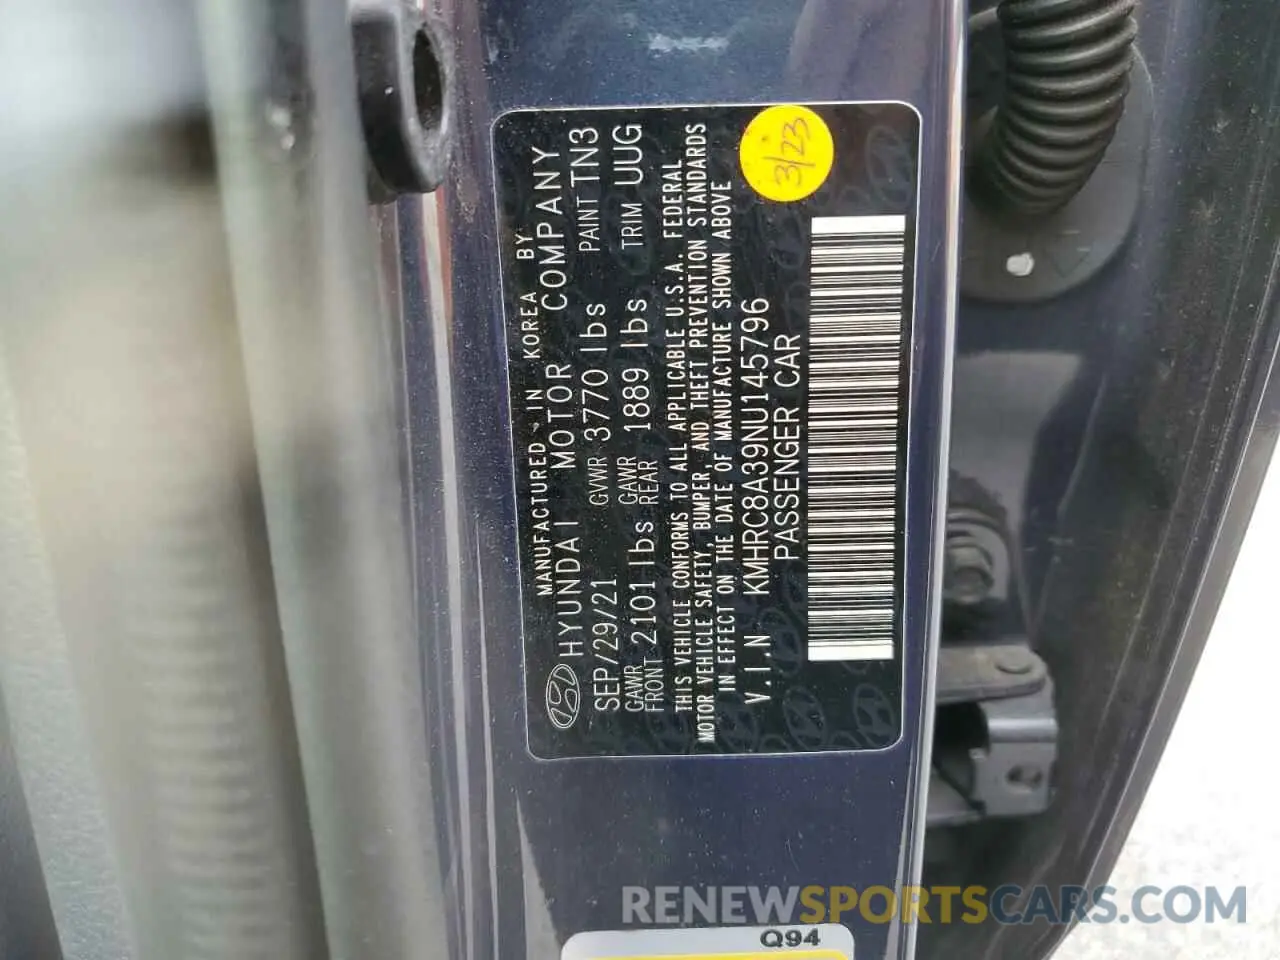 MANUFACTURED IN KOREA BY
HYUNDAI MOTOR COMPANY
SEP/29/21 GVWR 3770 lbs PAINT TN3
GAWR FRONT 2101 lbs GAWR REAR 1889 lbs TRIM UUG
THIS VEHICLE CONFORMS TO ALL APPLICABLE U.S.A. FEDERAL
MOTOR VEHICLE SAFETY, BUMPER, AND THEFT PREVENTION STANDARDS
IN EFFECT ON THE DATE OF MANUFACTURE SHOWN ABOVE
V.I.N KMHRC8A39NU145796
PASSENGER CAR
3/23
Q94
RENEWSPORTSCARS.COM